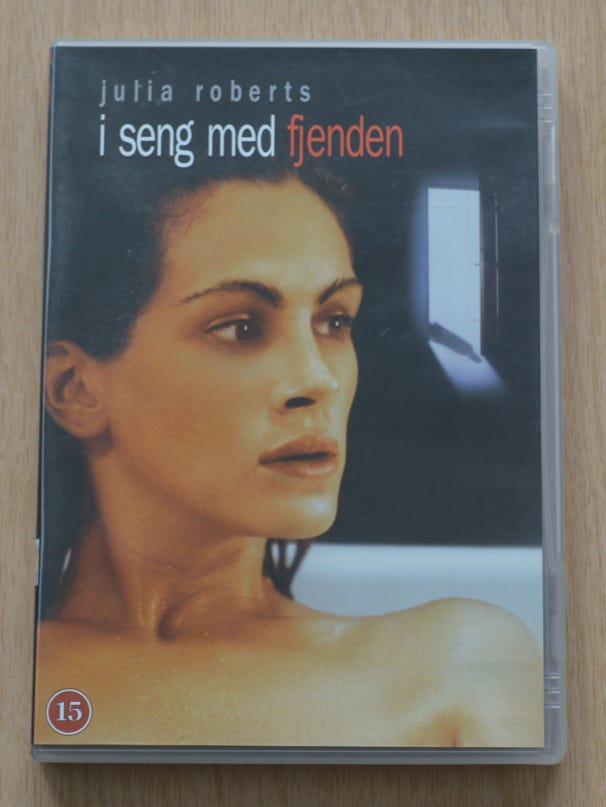 julia roberts
i seng med fjenden
15